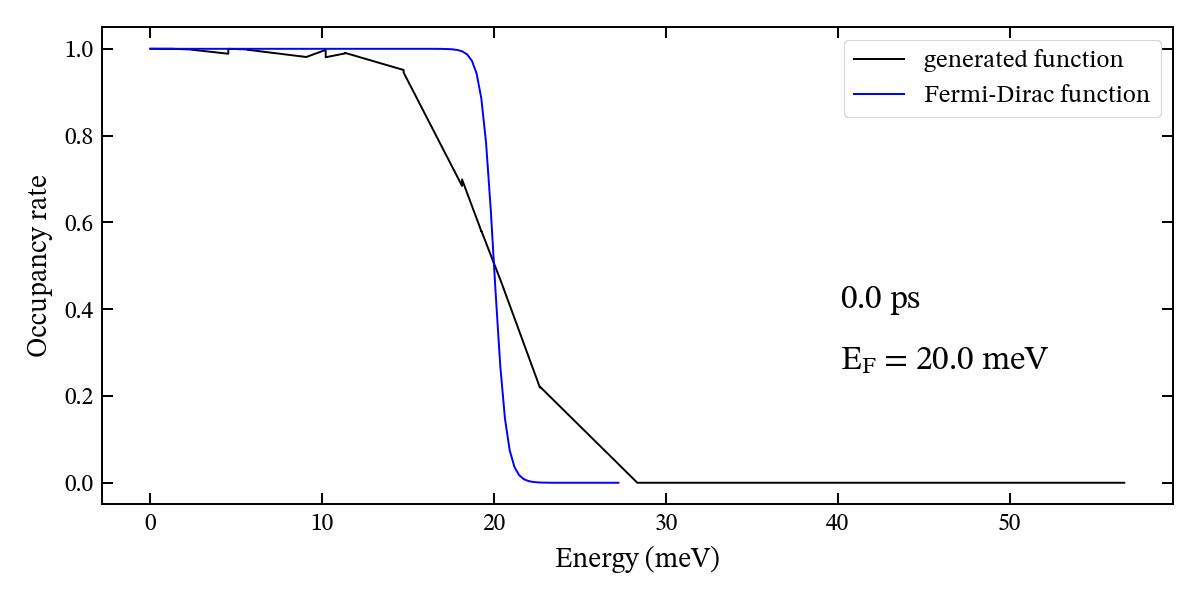 generated function
Fermi-Dirac function
1.0
0.8
0.6
0.4
0.2
0.0
Occupancy rate
0.0 ps
E_F = 20.0 meV
0 10 20 30 40 50
Energy (meV)